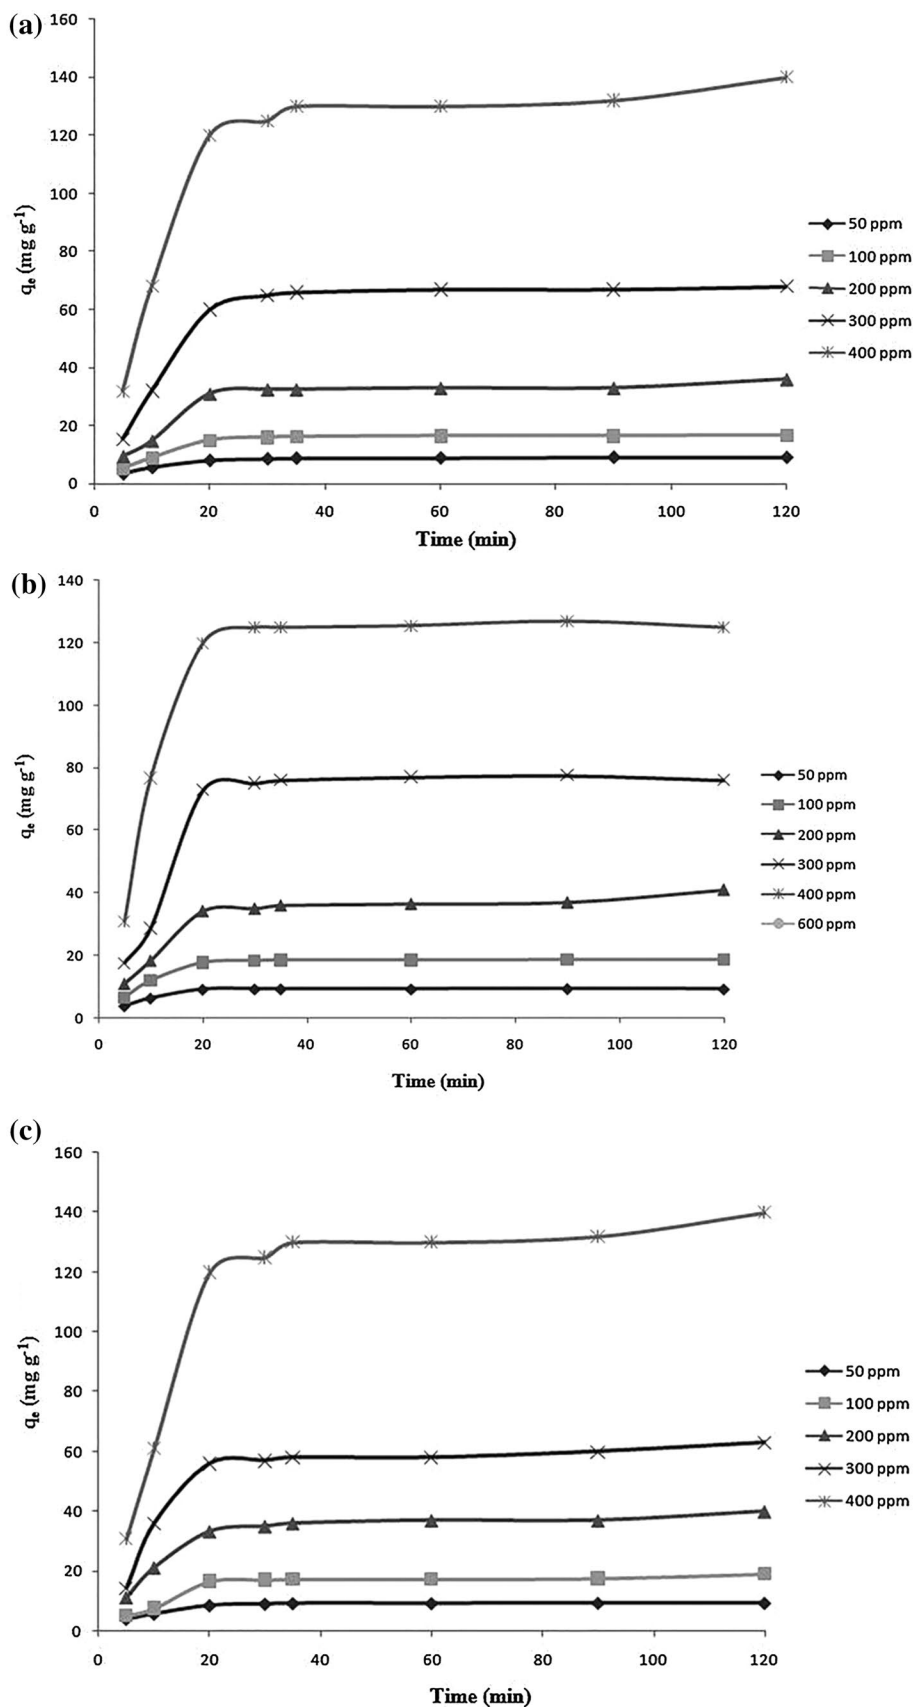 (a)
160
140
120
100
80
60
40
20
0
qe (mg g-1)
0 20 40 60 80 100 120
Time (min)
50 ppm
100 ppm
200 ppm
300 ppm
400 ppm
(b)
140
120
100
80
60
40
20
0
qe (mg g-1)
0 20 40 60 80 100 120
Time (min)
50 ppm
100 ppm
200 ppm
300 ppm
400 ppm
600 ppm
(c)
160
140
120
100
80
60
40
20
0
qe (mg g-1)
0 20 40 60 80 100 120
Time (min)
50 ppm
100 ppm
200 ppm
300 ppm
400 ppm